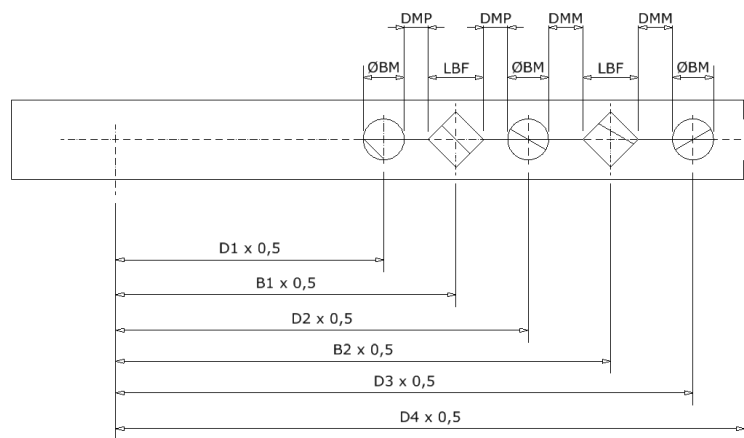 DMP DMP DMM DMM
ØBM LBF ØBM LBF ØBM
D1 x 0,5
B1 x 0,5
D2 x 0,5
B2 x 0,5
D3 x 0,5
D4 x 0,5